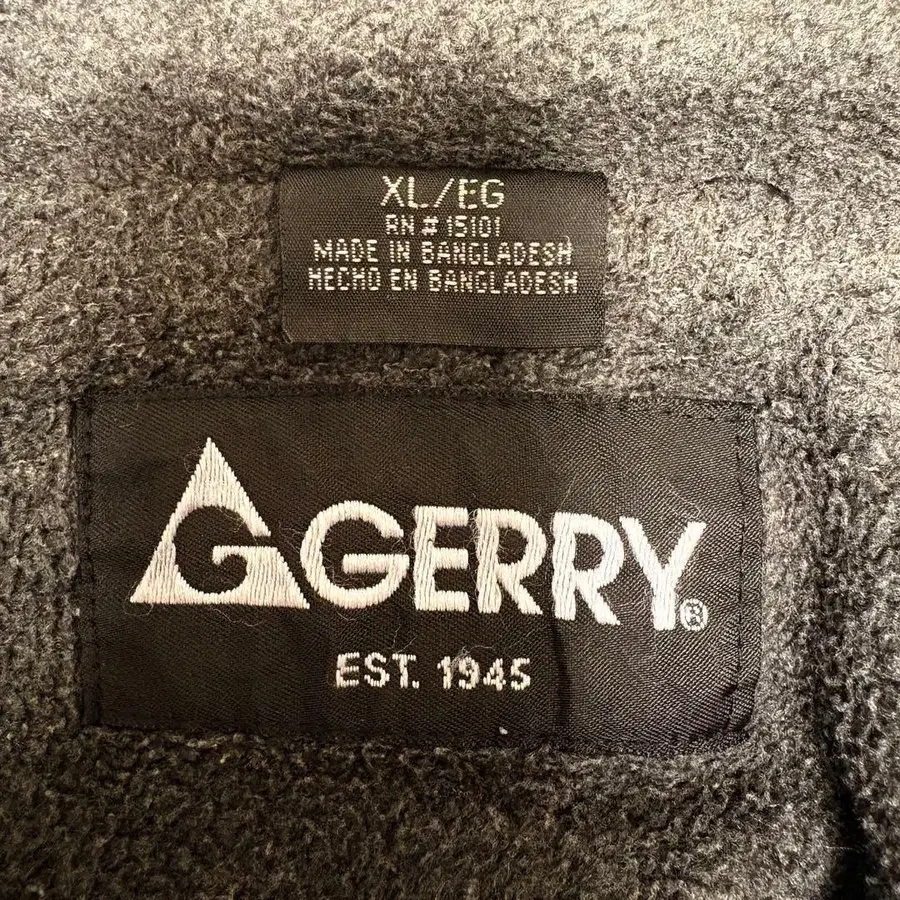 XL/EG
RN # 15101
MADE IN BANGLADESH
HECHO EN BANGLADESH
GERRY®
EST. 1945